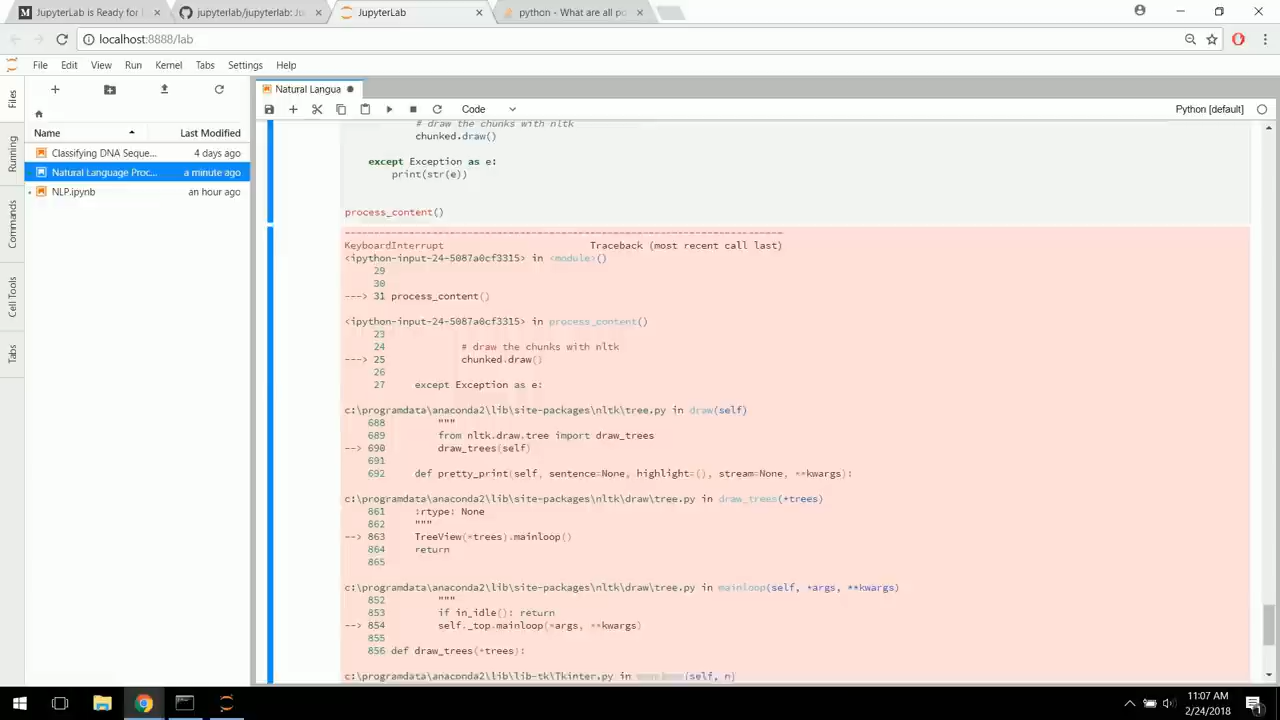 JupyterLab is Ready for
jupyterlab/jupyterlab: J
JupyterLab
python - What are all po
localhost:8888/lab
File Edit View Run Kernel Tabs Settings Help
Files
Running
Commands
Cell Tools
Tabs
Name Last Modified
Classifying DNA Seque... 4 days ago
Natural Language Proc... a minute ago
NLP.ipynb an hour ago
Natural Langua
Code
Python [default]
# draw the chunks with nltk
chunked.draw()
except Exception as e:
print(str(e))
process_content()
---------------------------------------------------------------------------
KeyboardInterrupt Traceback (most recent call last)
<ipython-input-24-5087a0cf3315> in <module>()
29
30
---> 31 process_content()
<ipython-input-24-5087a0cf3315> in process_content()
23
24 # draw the chunks with nltk
---> 25 chunked.draw()
26
27 except Exception as e:
c:\programdata\anaconda2\lib\site-packages\nltk\tree.py in draw(self)
688 """
689 from nltk.draw.tree import draw_trees
--> 690 draw_trees(self)
691
692 def pretty_print(self, sentence=None, highlight=(), stream=None, **kwargs):
c:\programdata\anaconda2\lib\site-packages\nltk\draw\tree.py in draw_trees(*trees)
861 :rtype: None
862 """
--> 863 TreeView(*trees).mainloop()
864 return
865
c:\programdata\anaconda2\lib\site-packages\nltk\draw\tree.py in mainloop(self, *args, **kwargs)
852 """
853 if in_idle(): return
--> 854 self._top.mainloop(*args, **kwargs)
855
856 def draw_trees(*trees):
c:\programdata\anaconda2\lib\lib-tk\Tkinter.py in (self, n)
11:07 AM
2/24/2018
1